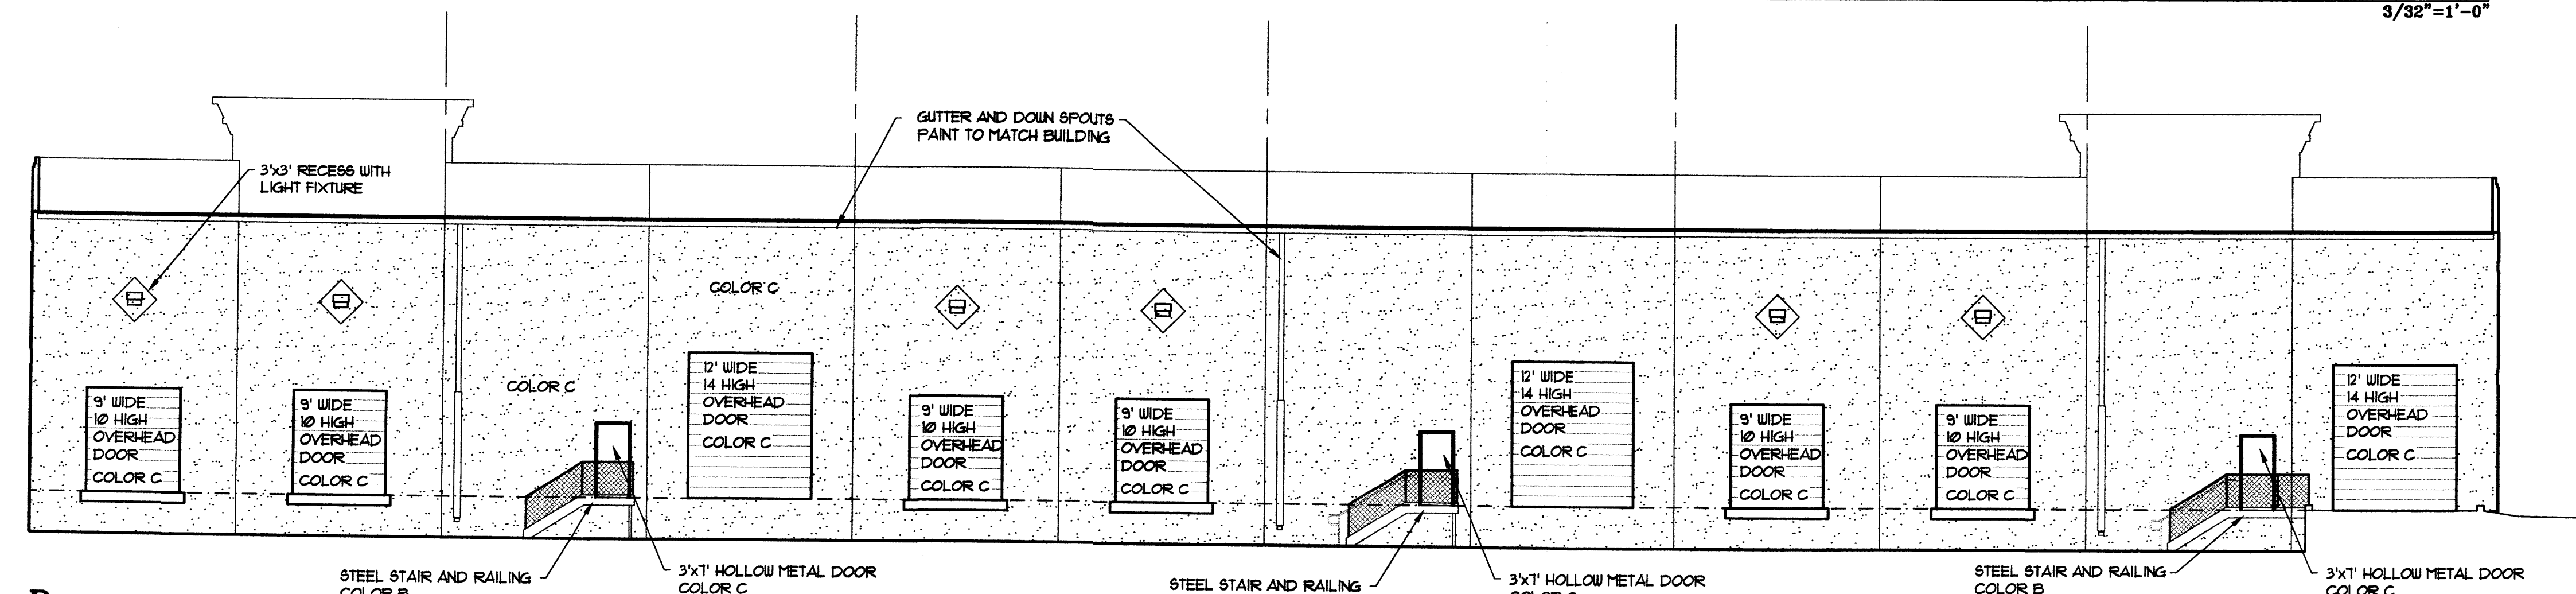 3/32"=1'-0"
GUTTER AND DOWN SPOUTS
PAINT TO MATCH BUILDING
3'x3' RECESS WITH
LIGHT FIXTURE
COLOR C
COLOR C
9' WIDE
10 HIGH
OVERHEAD
DOOR
COLOR C
9' WIDE
10 HIGH
OVERHEAD
DOOR
COLOR C
12' WIDE
14 HIGH
OVERHEAD
DOOR
COLOR C
9' WIDE
10 HIGH
OVERHEAD
DOOR
COLOR C
9' WIDE
10 HIGH
OVERHEAD
DOOR
COLOR C
12' WIDE
14 HIGH
OVERHEAD
DOOR
COLOR C
9' WIDE
10 HIGH
OVERHEAD
DOOR
COLOR C
9' WIDE
10 HIGH
OVERHEAD
DOOR
COLOR C
12' WIDE
14 HIGH
OVERHEAD
DOOR
COLOR C
STEEL STAIR AND RAILING
COLOR B
3'x7' HOLLOW METAL DOOR
COLOR C
STEEL STAIR AND RAILING
3'x7' HOLLOW METAL DOOR
STEEL STAIR AND RAILING
COLOR B
3'x7' HOLLOW METAL DOOR
COLOR C